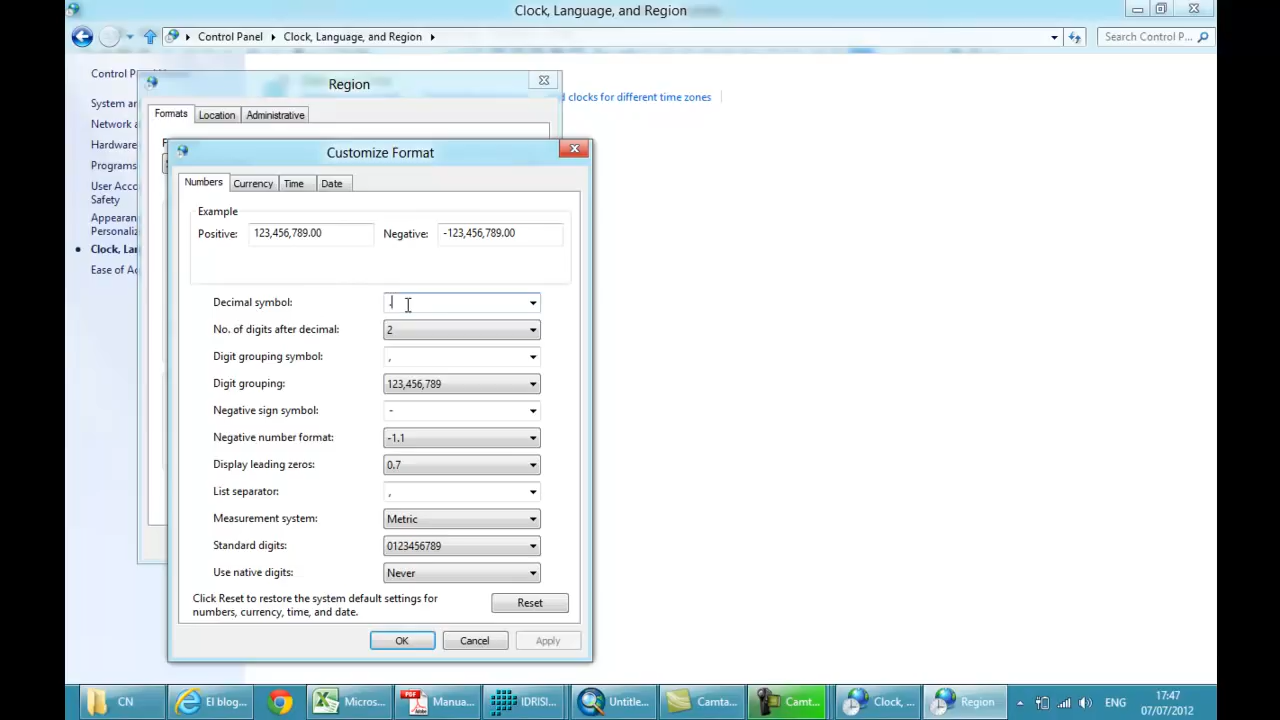 Clock, Language, and Region
Control Panel Clock, Language, and Region
Search Control P...
Control P
System an
Network a
Hardware
Programs
User Acco
Safety
Appearan
Personaliz
Clock, Lan
Ease of Ac
d clocks for different time zones
Region
Formats Location Administrative
Customize Format
Numbers Currency Time Date
Example
Positive: 123,456,789.00 Negative: -123,456,789.00
Decimal symbol: .
No. of digits after decimal: 2
Digit grouping symbol: ,
Digit grouping: 123,456,789
Negative sign symbol: -
Negative number format: -1.1
Display leading zeros: 0.7
List separator: ,
Measurement system: Metric
Standard digits: 0123456789
Use native digits: Never
Click Reset to restore the system default settings for
numbers, currency, time, and date.
Reset
OK Cancel Apply
CN El blog... Micros... PDF Manua... IDRISI... Untitle... Camta... Camt... Clock, ... Region ENG 17:47
07/07/2012